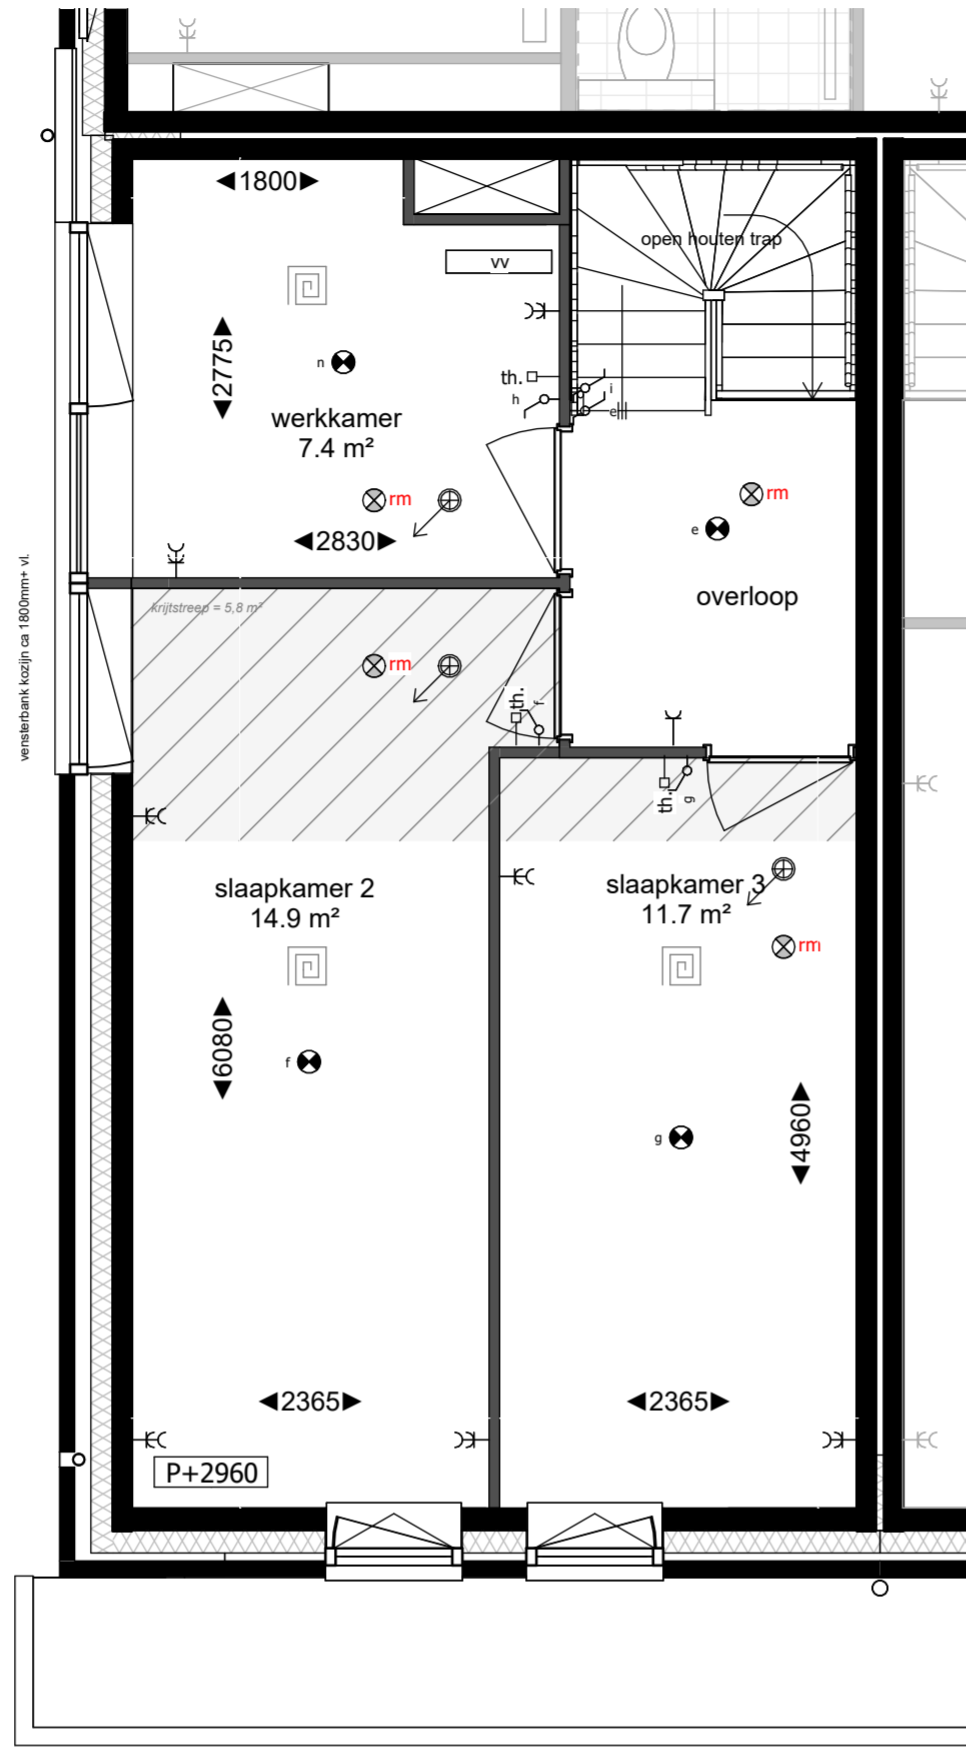 1800
open houten trap
vv
2775
n
th.
h
i
e
werkkamer
7.4 m²
rm
rm
e
2830
overloop
vensterbank kozijn ca 1800mm+ vl.
krijtstreep = 5,8 m²
rm
th.
f
th.
g
slaapkamer 2
14.9 m²
slaapkamer 3
11.7 m²
rm
6080
f
4960
g
2365
2365
P+2960